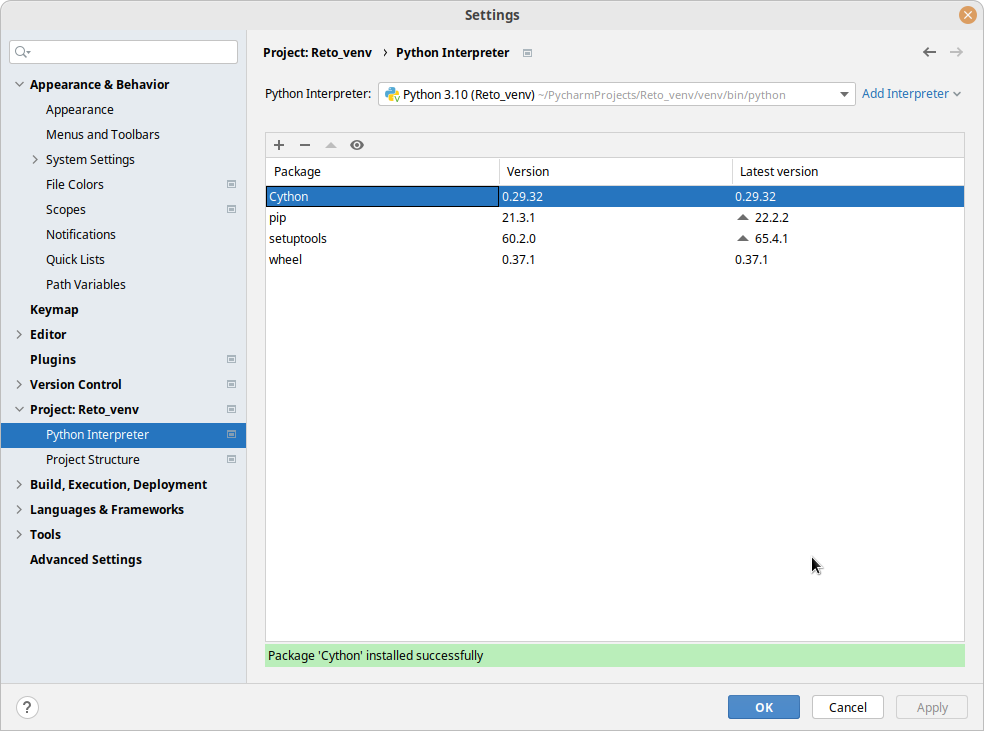 Settings
Project: Reto_venv › Python Interpreter
Python Interpreter: Python 3.10 (Reto_venv) ~/PycharmProjects/Reto_venv/venv/bin/python Add Interpreter
Appearance & Behavior
Appearance
Menus and Toolbars
System Settings
File Colors
Scopes
Notifications
Quick Lists
Path Variables
Keymap
Editor
Plugins
Version Control
Project: Reto_venv
Python Interpreter
Project Structure
Build, Execution, Deployment
Languages & Frameworks
Tools
Advanced Settings
Package Version Latest version
Cython 0.29.32 0.29.32
pip 21.3.1 22.2.2
setuptools 60.2.0 65.4.1
wheel 0.37.1 0.37.1
Package 'Cython' installed successfully
? OK Cancel Apply